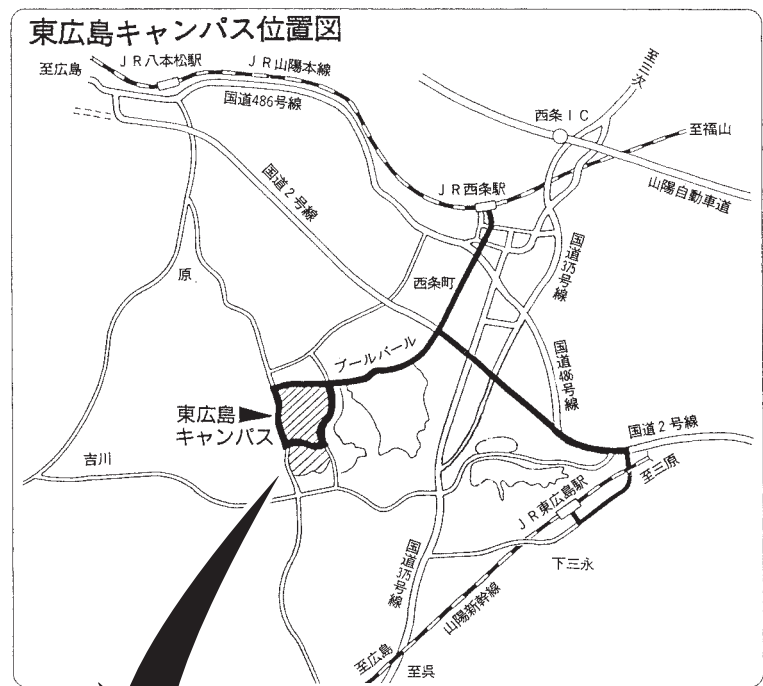 東広島キャンパス位置図
JR八本松駅
JR山陽本線
至広島
国道486号線
至三次
西条IC
至福山
国道2号線
JR西条駅
山陽自動車道
原
西条町
国道375号線
ブールバール
国道486号線
東広島
キャンパス
国道2号線
吉川
至三原
JR東広島駅
国道375号線
下三永
山陽新幹線
至広島
至呉